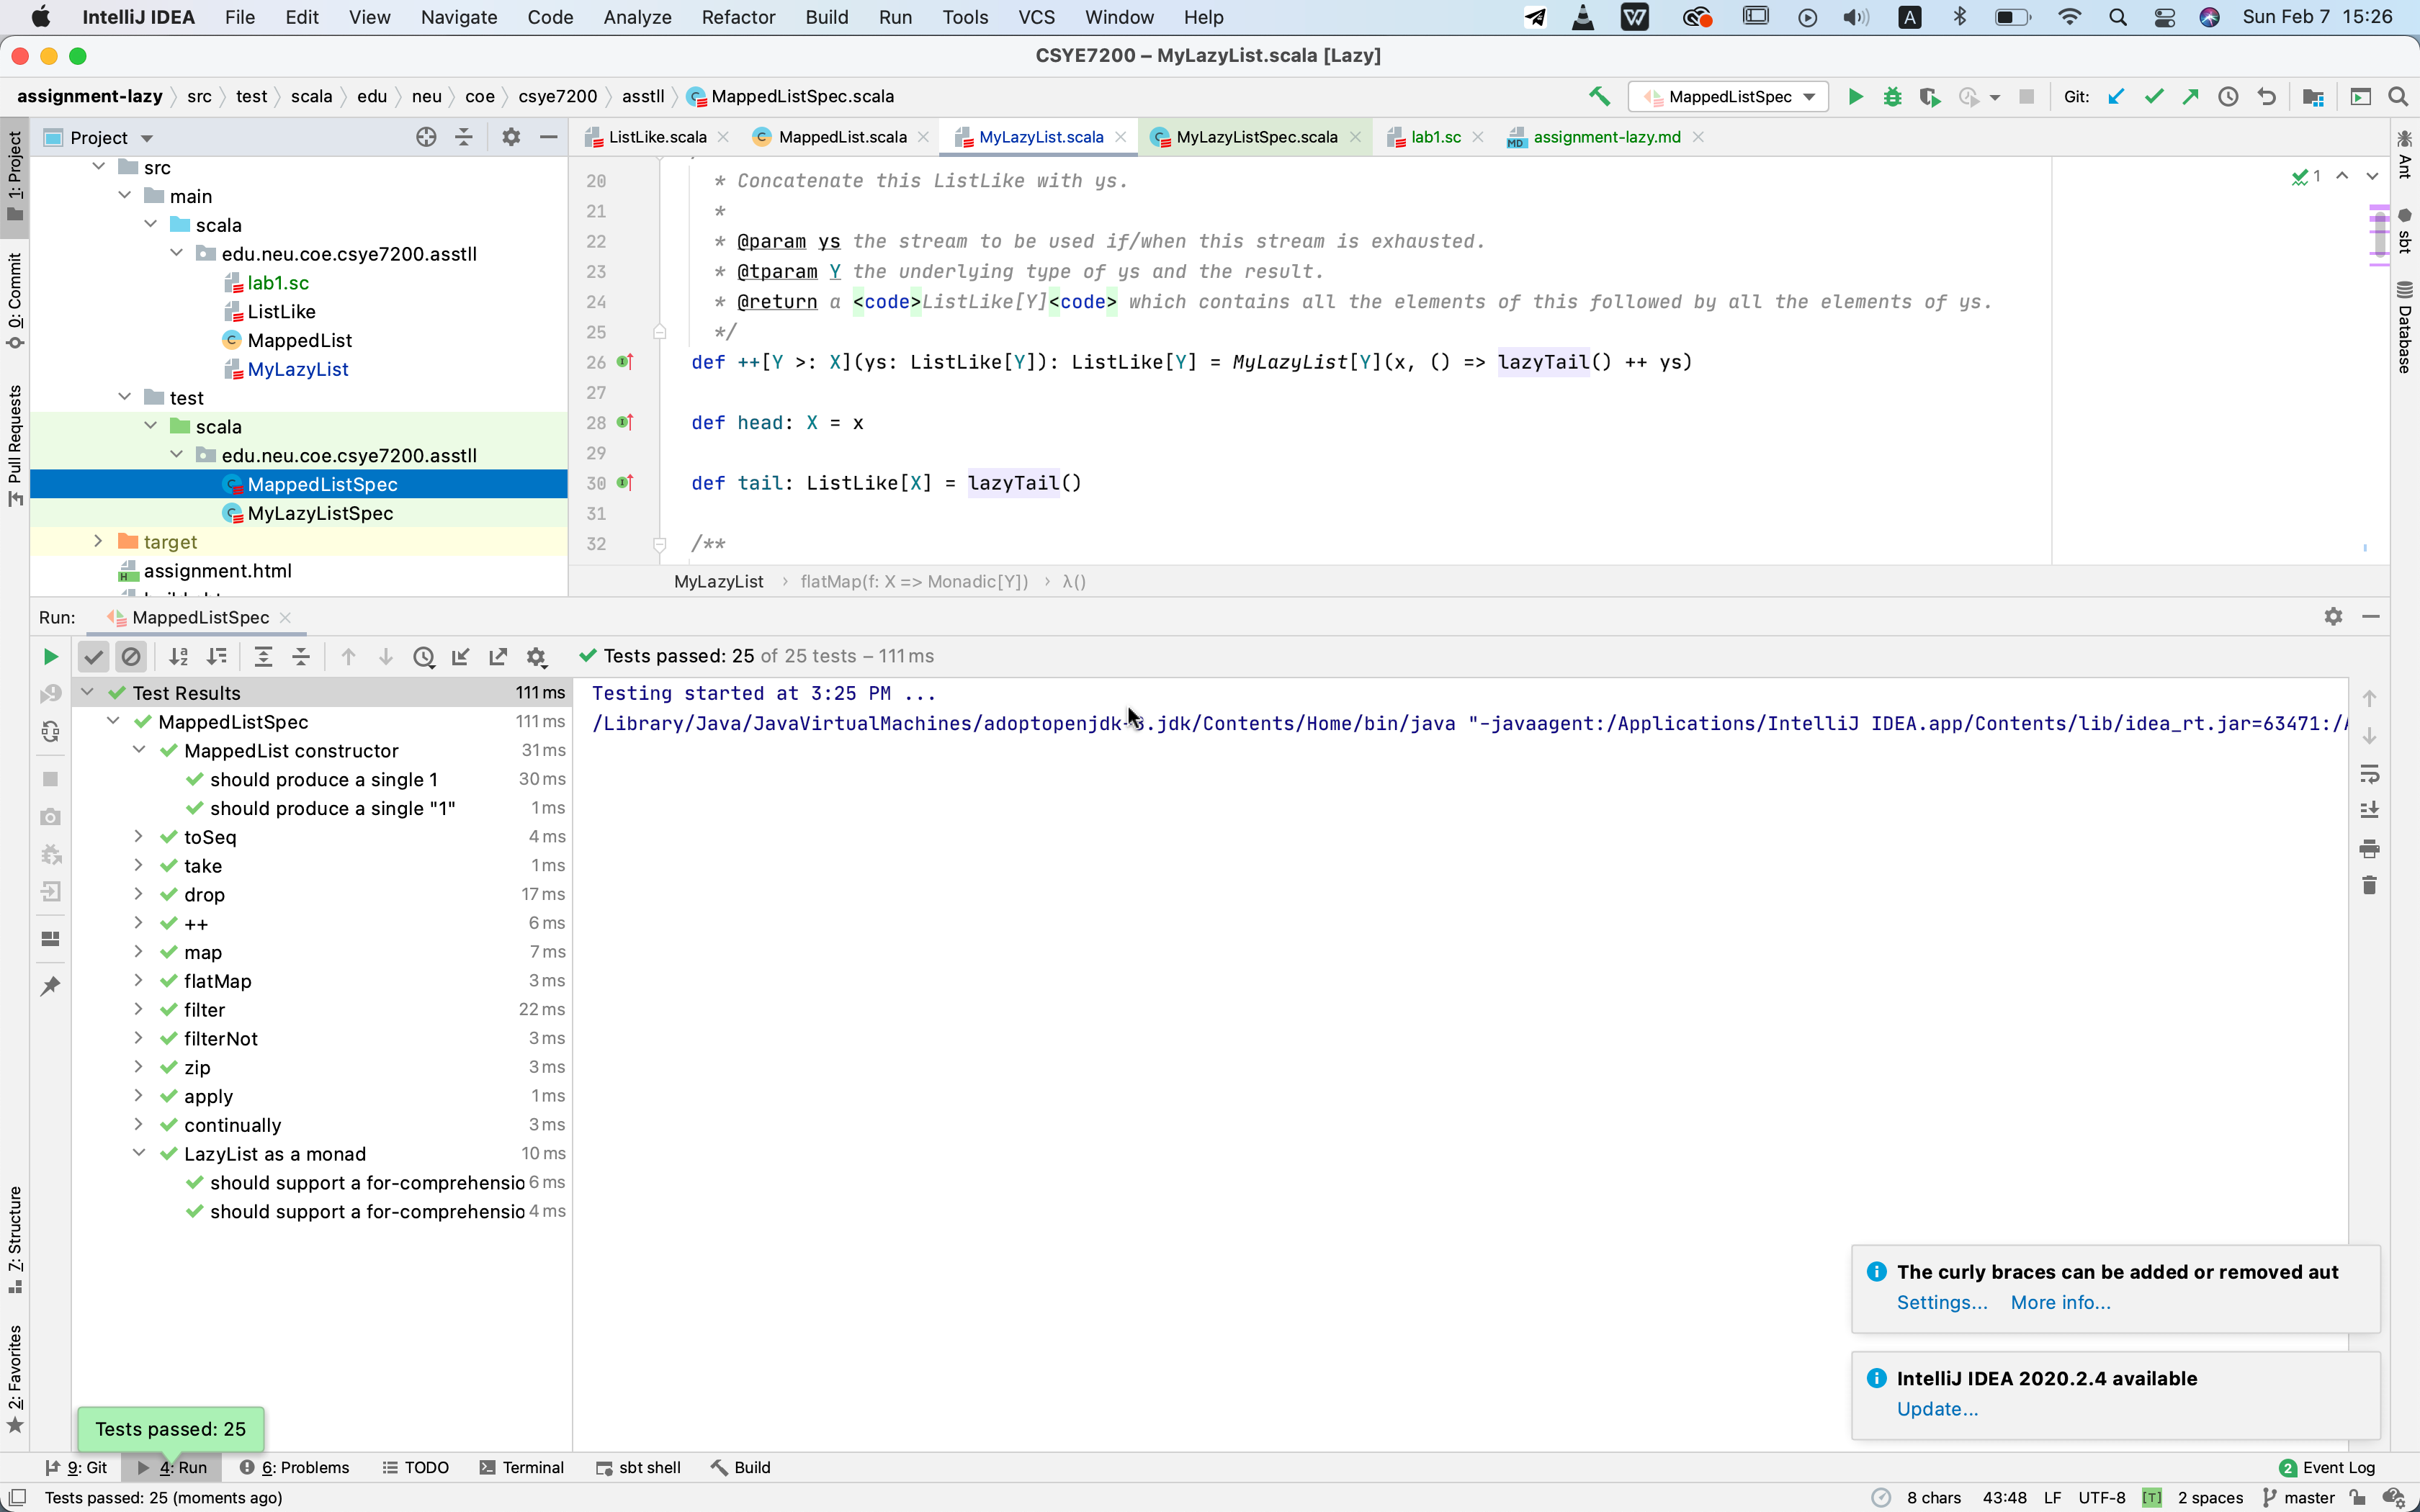 IntelliJ IDEA File Edit View Navigate Code Analyze Refactor Build Run Tools VCS Window Help A Sun Feb 7 15:26
CSYE7200 – MyLazyList.scala [Lazy]
assignment-lazy src test scala edu neu coe csye7200 asstll MappedListSpec.scala MappedListSpec Git:
Project ListLike.scala MappedList.scala MyLazyList.scala MyLazyListSpec.scala lab1.sc assignment-lazy.md
1: Project
0: Commit
Pull Requests
7: Structure
2: Favorites
src
main
scala
edu.neu.coe.csye7200.asstll
lab1.sc
ListLike
MappedList
MyLazyList
test
scala
edu.neu.coe.csye7200.asstll
MappedListSpec
MyLazyListSpec
target
assignment.html
20 * Concatenate this ListLike with ys.
21 *
22 * @param ys the stream to be used if/when this stream is exhausted.
23 * @tparam Y the underlying type of ys and the result.
24 * @return a <code>ListLike[Y]<code> which contains all the elements of this followed by all the elements of ys.
25 */
26 def ++[Y >: X](ys: ListLike[Y]): ListLike[Y] = MyLazyList[Y](x, () => lazyTail() ++ ys)
27
28 def head: X = x
29
30 def tail: ListLike[X] = lazyTail()
31
32 /**
1
MyLazyList › flatMap(f: X => Monadic[Y]) › λ()
Ant
sbt
Database
Run: MappedListSpec
Tests passed: 25 of 25 tests – 111 ms
Test Results 111 ms
MappedListSpec 111 ms
MappedList constructor 31 ms
should produce a single 1 30 ms
should produce a single "1" 1 ms
toSeq 4 ms
take 1 ms
drop 17 ms
++ 6 ms
map 7 ms
flatMap 3 ms
filter 22 ms
filterNot 3 ms
zip 3 ms
apply 1 ms
continually 3 ms
LazyList as a monad 10 ms
should support a for-comprehensio 6 ms
should support a for-comprehensio 4 ms
Testing started at 3:25 PM ...
/Library/Java/JavaVirtualMachines/adoptopenjdk-8.jdk/Contents/Home/bin/java "-javaagent:/Applications/IntelliJ IDEA.app/Contents/lib/idea_rt.jar=63471:/
The curly braces can be added or removed aut
Settings... More info...
IntelliJ IDEA 2020.2.4 available
Update...
Tests passed: 25
9: Git 4: Run 6: Problems TODO Terminal sbt shell Build 2 Event Log
Tests passed: 25 (moments ago) 8 chars 43:48 LF UTF-8 [T] 2 spaces master